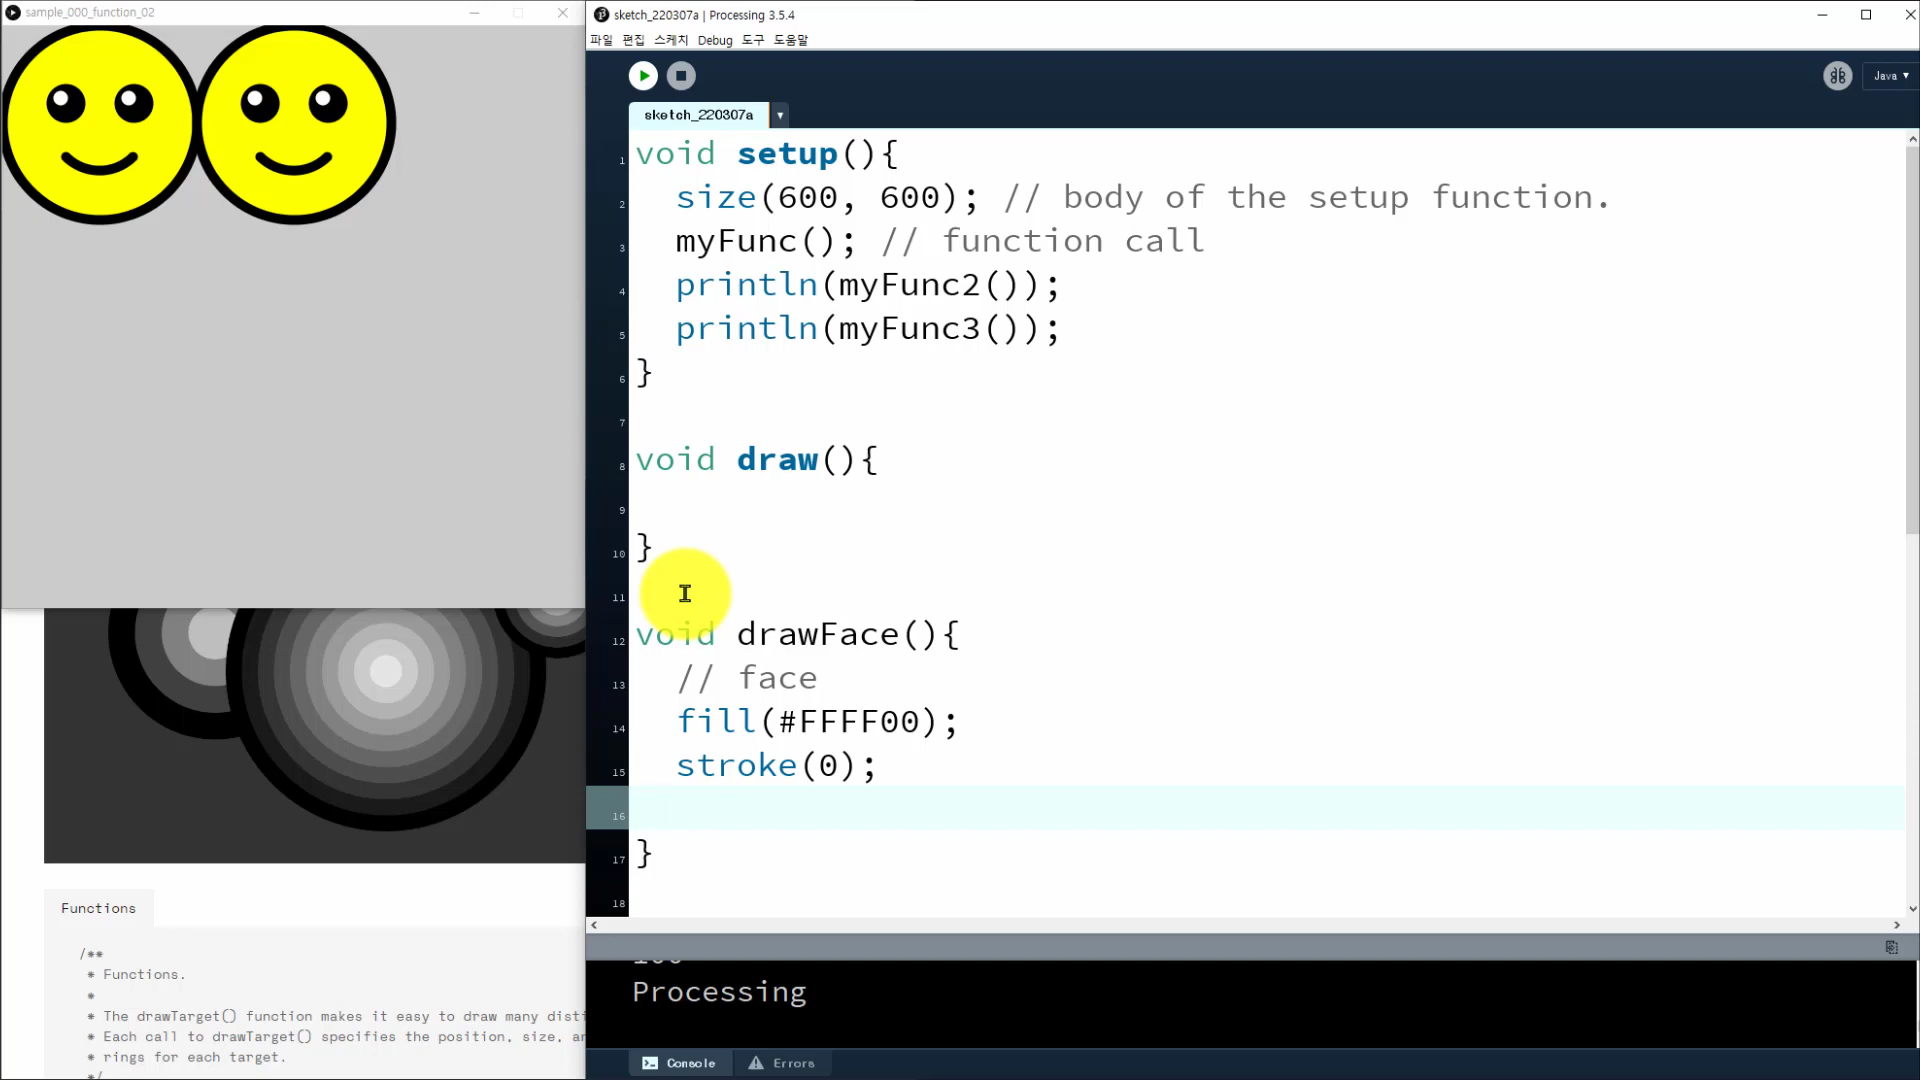 sample_000_function_02
sketch_220307a | Processing 3.5.4
파일 편집 스케치 Debug 도구 도움말
Java ▾
sketch_220307a ▾
1 void setup(){
2 size(600, 600); // body of the setup function.
3 myFunc(); // function call
4 println(myFunc2());
5 println(myFunc3());
6 }
7
8 void draw(){
9
10 }
11
12 void drawFace(){
13 // face
14 fill(#FFFF00);
15 stroke(0);
16
17 }
18
Processing
Console Errors
Functions
/**
* Functions.
*
* The drawTarget() function makes it easy to draw many
* Each call to drawTarget() specifies the position, size,
* rings for each target.
*/